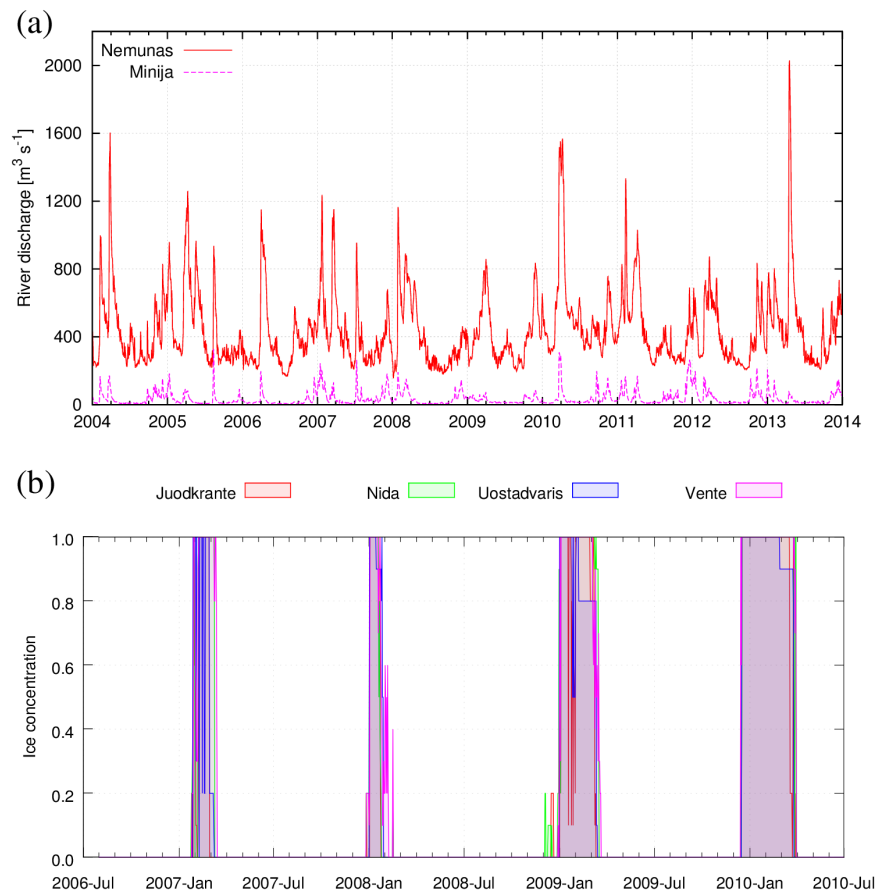 (a)
Nemunas
Minija
River discharge [m³ s⁻¹]
2000
1600
1200
800
400
0
2004 2005 2006 2007 2008 2009 2010 2011 2012 2013 2014
(b)
Juodkrante Nida Uostadvaris Vente
Ice concentration
1.0
0.8
0.6
0.4
0.2
0.0
2006-Jul 2007-Jan 2007-Jul 2008-Jan 2008-Jul 2009-Jan 2009-Jul 2010-Jan 2010-Jul